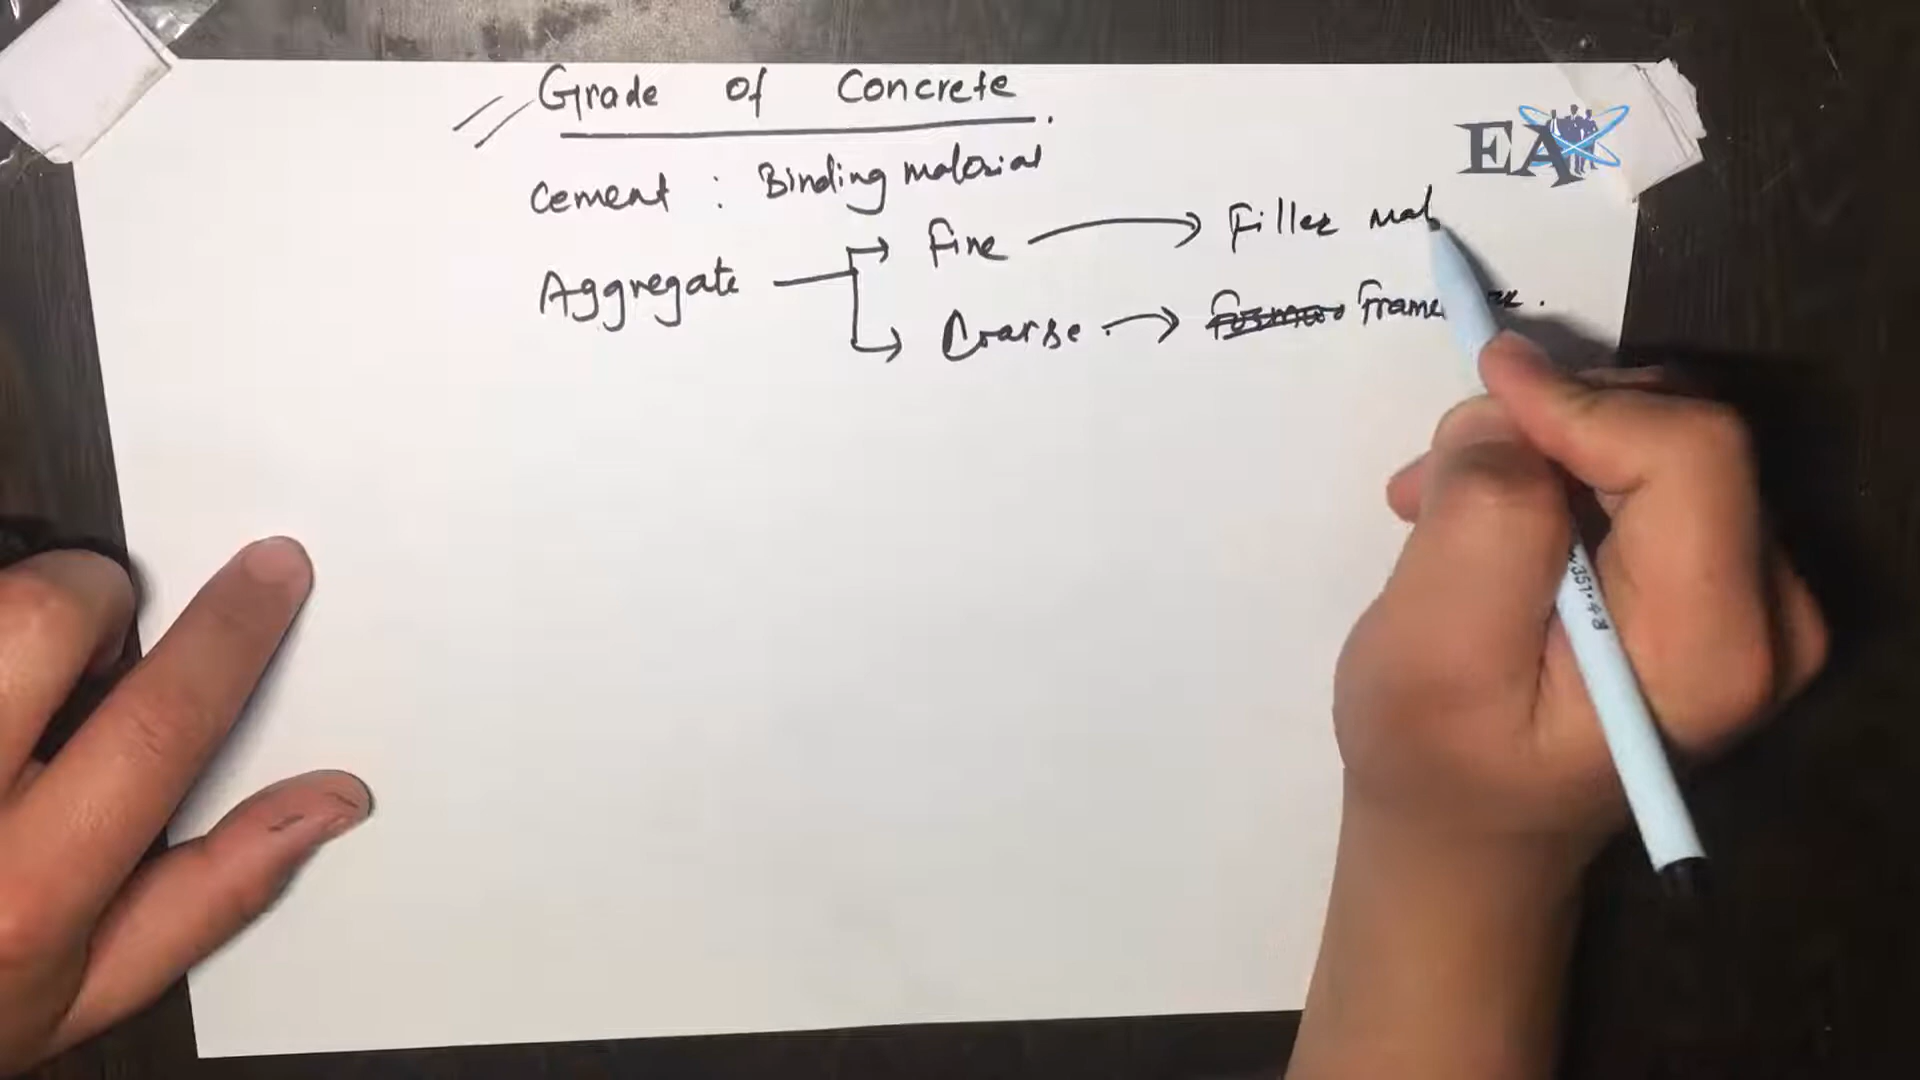 Grade of Concrete
Cement : Binding material
Aggregate → Fine → Filler mat
→ Coarse → Frame
EA